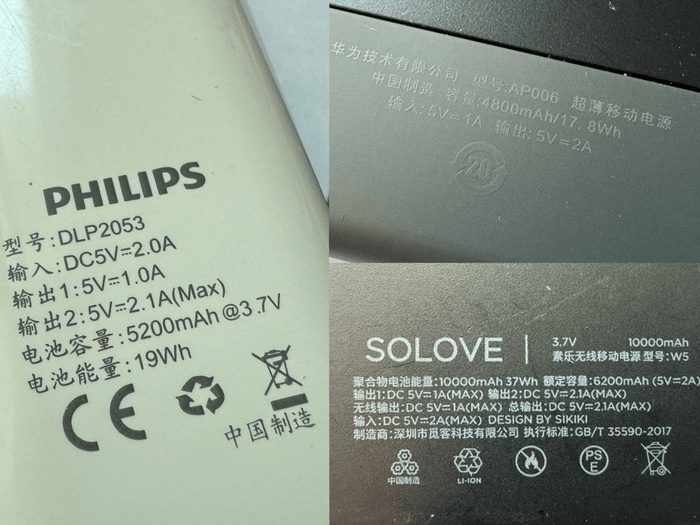 PHILIPS
型号:DLP2053
输入:DC5V⎓2.0A
输出1:5V⎓1.0A
输出2:5V⎓2.1A(Max)
电池容量:5200mAh@3.7V
电池能量:19Wh
CE
中国制造
华为技术有限公司 型号:AP006 超薄移动电源
中国制造 容量:4800mAh/17.8Wh
输入:5V⎓1A 输出:5V⎓2A
20
SOLOVE
3.7V 10000mAh
素乐无线移动电源 型号:W5
聚合物电池能量:10000mAh 37Wh 额定容量:6200mAh (5V⎓2A)
输出1:DC 5V⎓1A(MAX) 输出2:DC 5V⎓2.1A(MAX)
无线输出:DC 5V⎓1A(MAX) 总输出:DC 5V⎓2.1A(MAX)
输入:DC 5V⎓2A(MAX) DESIGN BY SIKIKI
制造商:深圳市觅客科技有限公司 执行标准:GB/T 35590-2017
中国制造
LI-ION
PSE